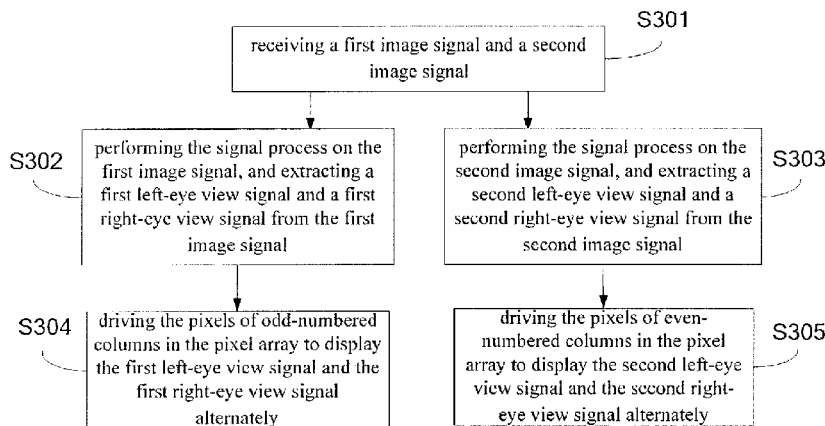 S301
receiving a first image signal and a second
image signal
S302
performing the signal process on the
first image signal, and extracting a
first left-eye view signal and a first
right-eye view signal from the first
image signal
performing the signal process on the
second image signal, and extracting a
second left-eye view signal and a
second right-eye view signal from the
second image signal
S303
S304
driving the pixels of odd-numbered
columns in the pixel array to display
the first left-eye view signal and the
first right-eye view signal
alternately
driving the pixels of even-
numbered columns in the pixel
array to display the second left-eye
view signal and the second right-
eye view signal alternately
S305